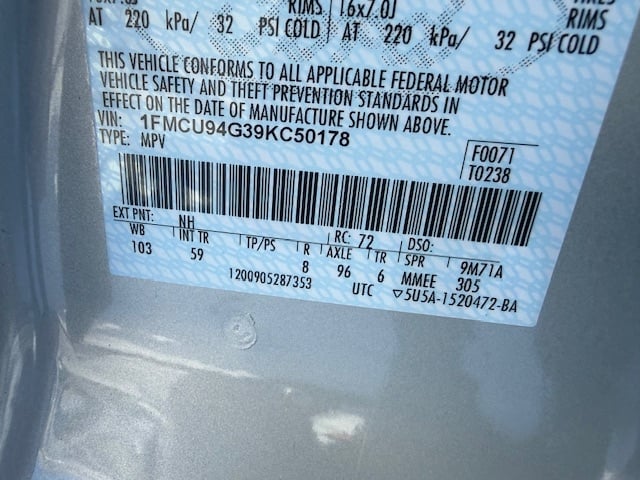 RIMS 16x7.0J
RIMS
AT 220 kPa/ 32 PSI COLD AT 220 kPa/ 32 PSI COLD
THIS VEHICLE CONFORMS TO ALL APPLICABLE FEDERAL MOTOR
VEHICLE SAFETY AND THEFT PREVENTION STANDARDS IN
EFFECT ON THE DATE OF MANUFACTURE SHOWN ABOVE.
VIN: 1FMCU94G39KC50178
TYPE: MPV
F0071
T0238
EXT PNT: NH RC: 72 DSO:
WB INT TR TP/PS R AXLE TR SPR 9M71A
103 59 8 96 6 MMEE 305
1200905287353 UTC ▽5U5A-1520472-BA